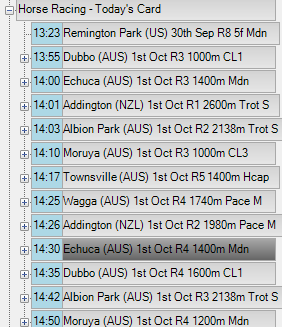 Horse Racing - Today's Card
13:23 Remington Park (US) 30th Sep R8 5f Mdn
13:55 Dubbo (AUS) 1st Oct R3 1000m CL1
14:00 Echuca (AUS) 1st Oct R3 1400m Mdn
14:01 Addington (NZL) 1st Oct R1 2600m Trot S
14:03 Albion Park (AUS) 1st Oct R2 2138m Trot S
14:10 Moruya (AUS) 1st Oct R3 1000m CL3
14:17 Townsville (AUS) 1st Oct R5 1400m Hcap
14:25 Wagga (AUS) 1st Oct R4 1740m Pace M
14:26 Addington (NZL) 1st Oct R2 1980m Pace M
14:30 Echuca (AUS) 1st Oct R4 1400m Mdn
14:35 Dubbo (AUS) 1st Oct R4 1600m CL1
14:42 Albion Park (AUS) 1st Oct R3 2138m Trot S
14:50 Moruya (AUS) 1st Oct R4 1200m Mdn